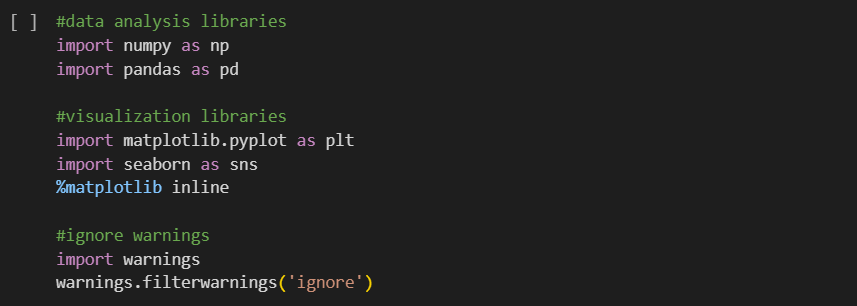 [ ] #data analysis libraries
import numpy as np
import pandas as pd
#visualization libraries
import matplotlib.pyplot as plt
import seaborn as sns
%matplotlib inline
#ignore warnings
import warnings
warnings.filterwarnings('ignore')